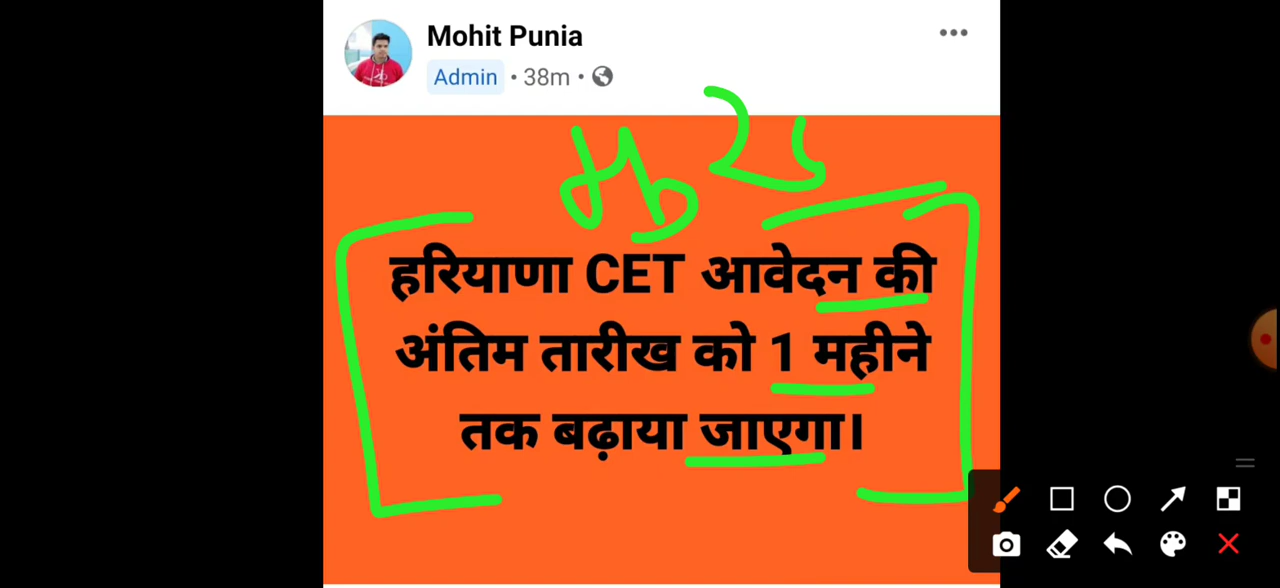 Mohit Punia
Admin • 38m •
हरियाणा CET आवेदन की
अंतिम तारीख को 1 महीने
तक बढ़ाया जाएगा।